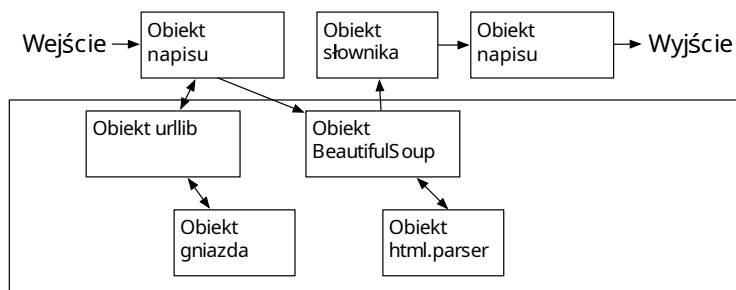 Wejście
Obiekt
napisu
Obiekt
słownika
Obiekt
napisu
Wyjście
Obiekt urllib
Obiekt
BeautifulSoup
Obiekt
gniazda
Obiekt
html.parser